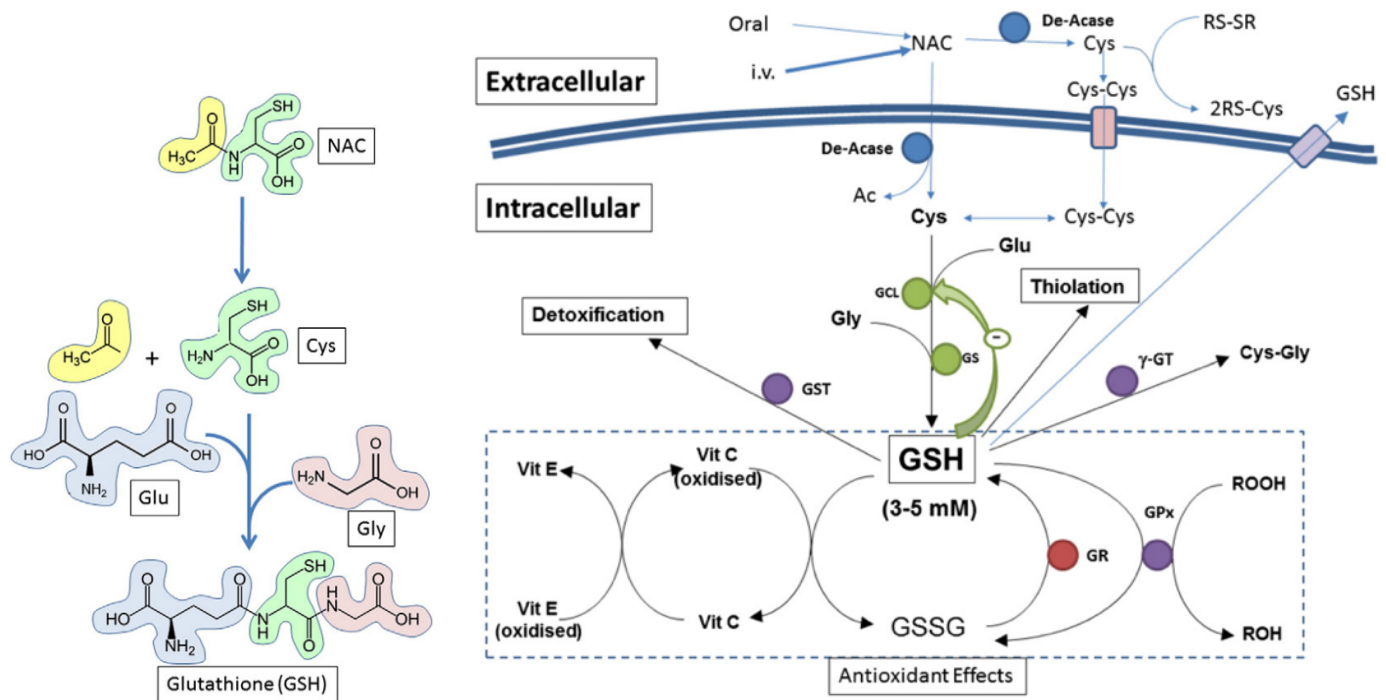 SH
O
H₃C
N
H
O
OH
NAC
O
H₃C
+
SH
H₂N
O
OH
Cys
O
O
HO
OH
NH₂
Glu
H₂N
O
OH
Gly
O
O
SH
H
N
O
HO
N
H
O
OH
NH₂
Glutathione (GSH)
Oral
i.v.
NAC
De-Acase
Cys
RS-SR
Extracellular
Cys-Cys
2RS-Cys
GSH
De-Acase
Ac
Intracellular
Cys
Cys-Cys
Glu
GCL
Thiolation
Detoxification
Gly
-
GS
γ-GT
Cys-Gly
GST
GSH
(3-5 mM)
Vit E
Vit C
(oxidised)
ROOH
GPx
GR
Vit E
(oxidised)
Vit C
GSSG
ROH
Antioxidant Effects